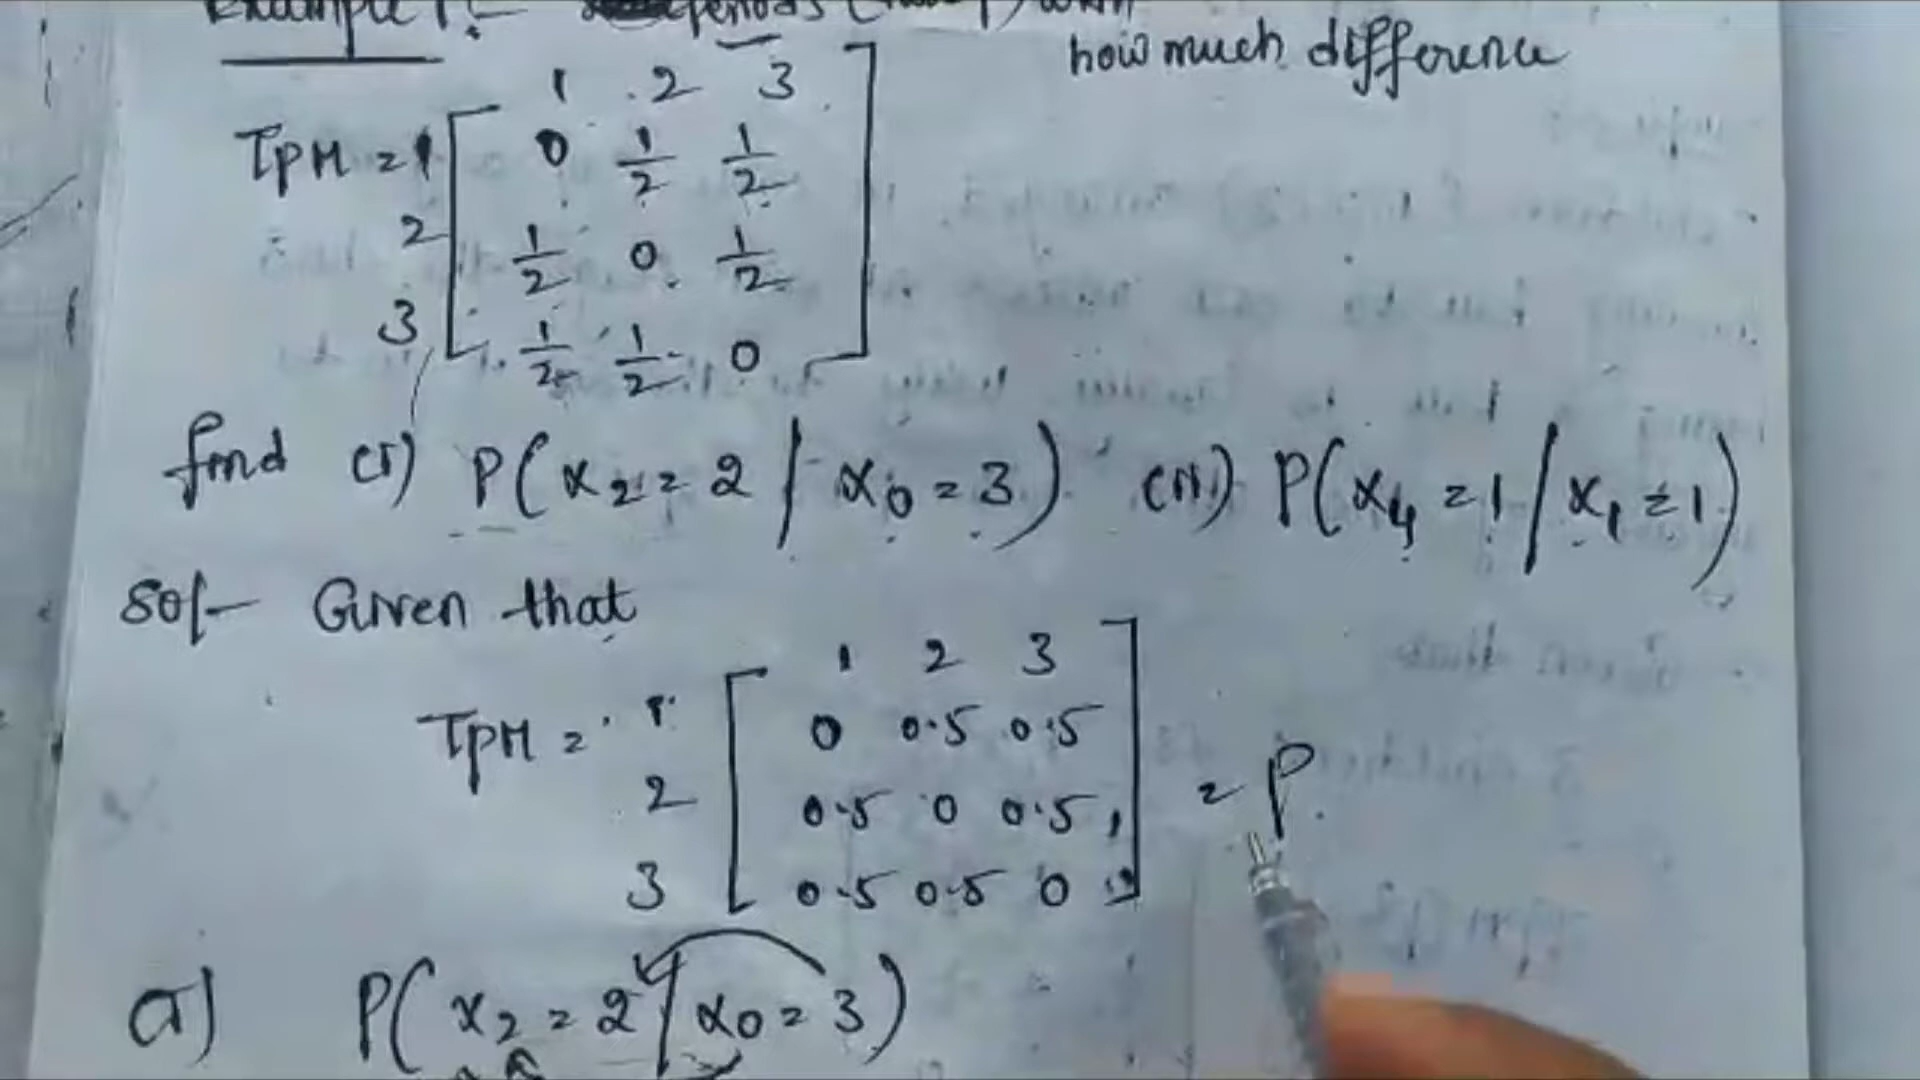 Example 1:-
how much difference
1 2 3
TPM = 1 0 1/2 1/2
2 1/2 0 1/2
3 1/2 1/2 0
find (i) P(x₂ = 2 / x₀ = 3) (ii) P(x₄ = 1 / x₁ = 1)
Sol- Given that
1 2 3
TPM = 1 0 0.5 0.5
2 0.5 0 0.5 = P.
3 0.5 0.5 0
(i) P(x₂ = 2 / x₀ = 3)